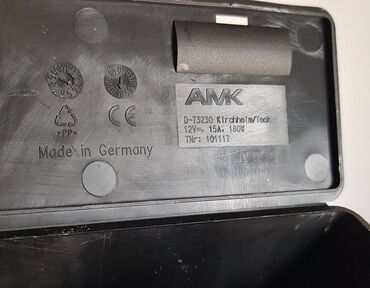 AMK
D-73230 Kirchheim/Teck
12V⎓, 15A, 180W
TNr: 101117
>PP<
CE
Made in Germany